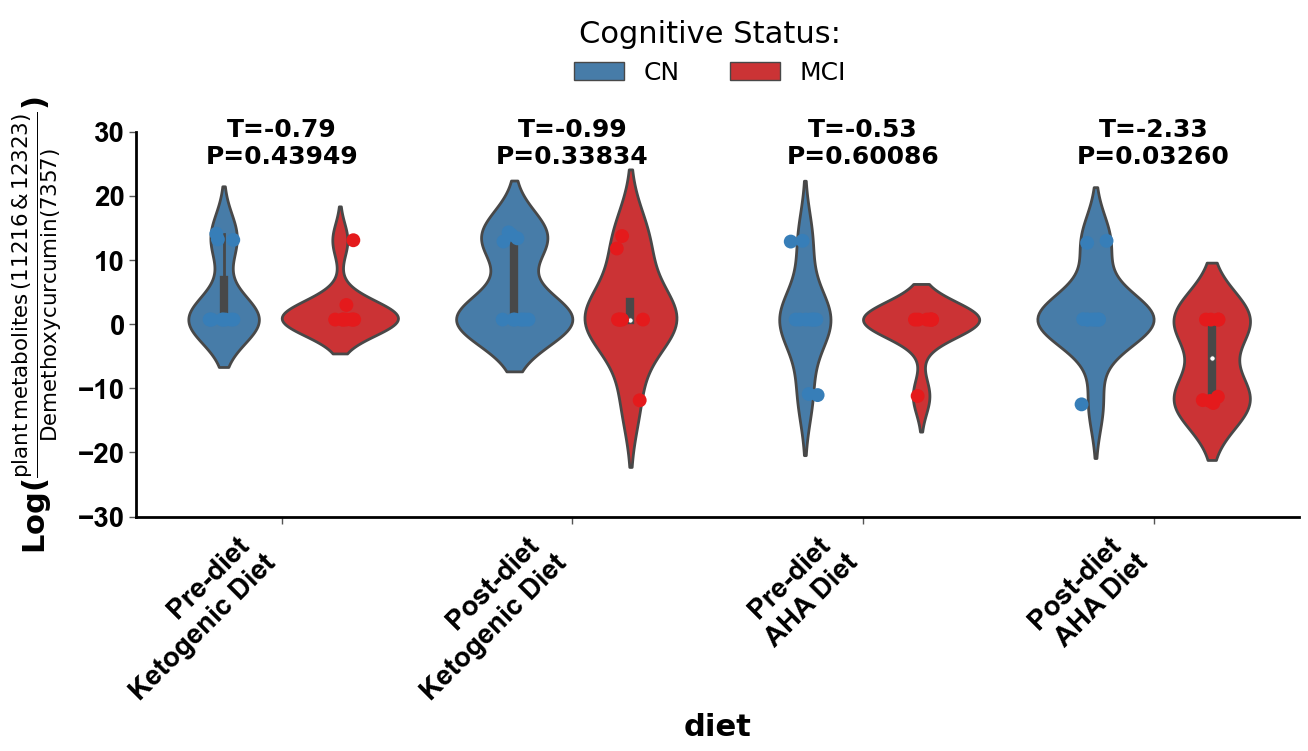 Cognitive Status:
CN MCI
Log(plant metabolites (11216 & 12323)
Demethoxycurcumin(7357))
30
20
10
0
−10
−20
−30
T=-0.79
P=0.43949
T=-0.99
P=0.33834
T=-0.53
P=0.60086
T=-2.33
P=0.03260
Pre-diet
Ketogenic Diet
Post-diet
Ketogenic Diet
Pre-diet
AHA Diet
Post-diet
AHA Diet
diet